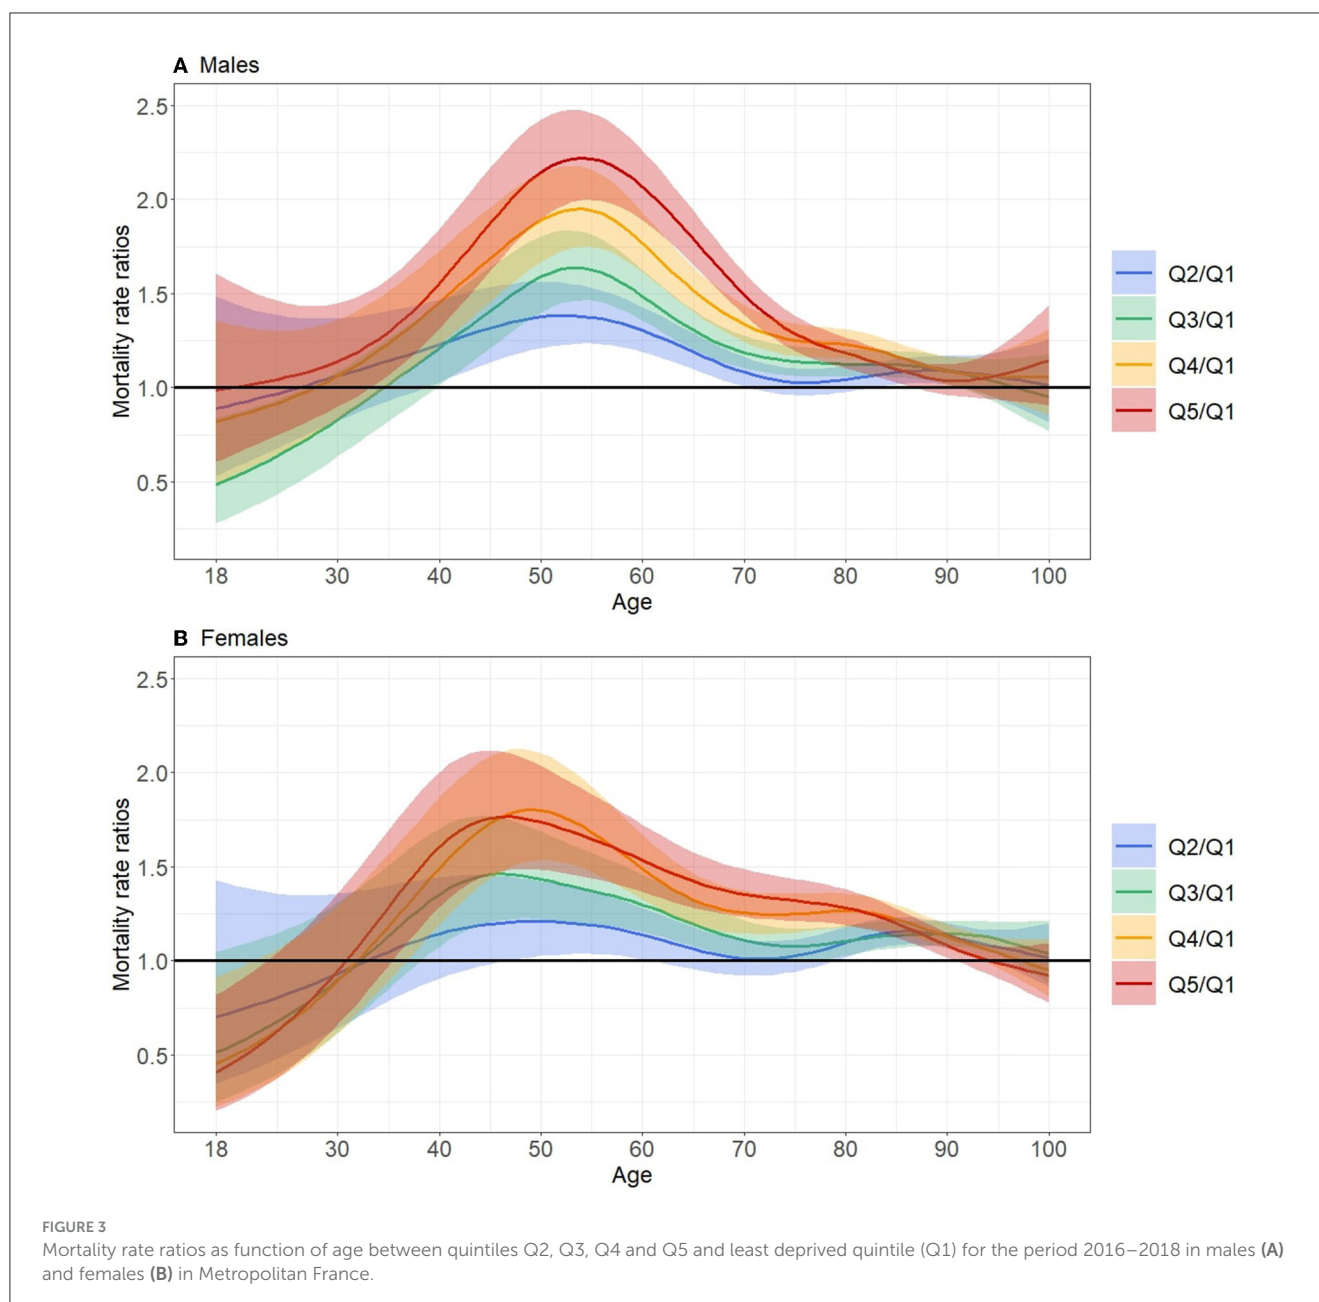 A Males
2.5
2.0
1.5
1.0
0.5
Mortality rate ratios
18 30 40 50 60 70 80 90 100
Age
Q2/Q1
Q3/Q1
Q4/Q1
Q5/Q1
B Females
2.5
2.0
1.5
1.0
0.5
Mortality rate ratios
18 30 40 50 60 70 80 90 100
Age
Q2/Q1
Q3/Q1
Q4/Q1
Q5/Q1
FIGURE 3
Mortality rate ratios as function of age between quintiles Q2, Q3, Q4 and Q5 and least deprived quintile (Q1) for the period 2016–2018 in males (A)
and females (B) in Metropolitan France.